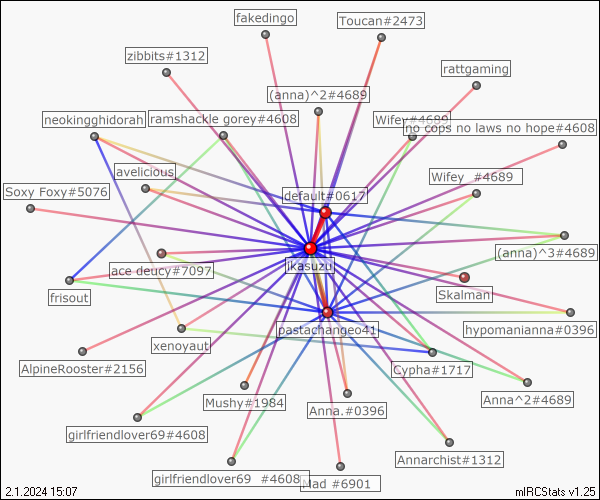 fakedingo
Toucan#2473
zibbits#1312
rattgaming
(anna)^2#4689
neokingghidorah
ramshackle gorey#4608
Wifey#4689
no cops no laws no hope#4608
avelicious
Wifey  #4689
Soxy Foxy#5076
default#0617
(anna)^3#4689
jkasuzu
ace deucy#7097
Skalman
frisout
pastachangeo41
hypomanianna#0396
xenoyaut
AlpineRooster#2156
Cypha#1717
Mushy#1984
Anna.#0396
Anna^2#4689
girlfriendlover69#4608
Annarchist#1312
girlfriendlover69  #4608
Mad #6901
2.1.2024 15:07
mIRCStats v1.25